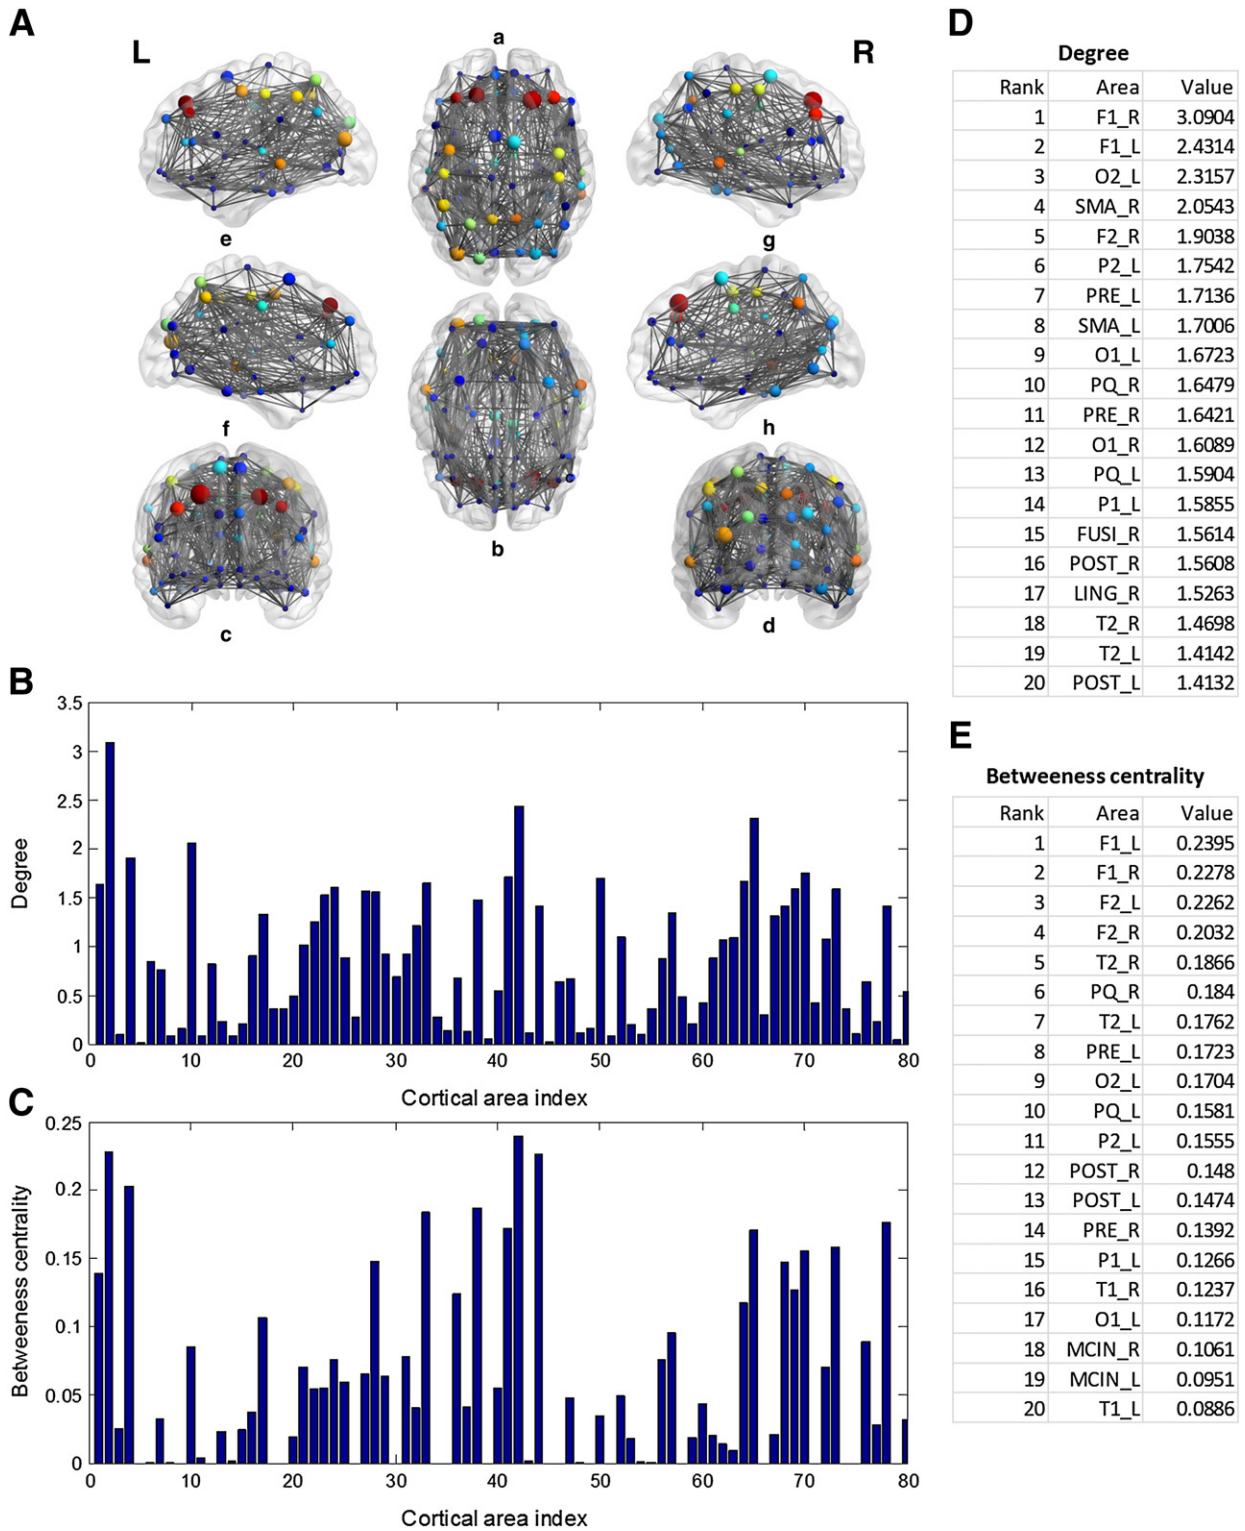 A
L
a
R
e
g
f
h
b
c
d
B
3.5
3
2.5
2
1.5
1
0.5
0
Degree
0 10 20 30 40 50 60 70 80
Cortical area index
C
0.25
0.2
0.15
0.1
0.05
0
Betweeness centrality
0 10 20 30 40 50 60 70 80
Cortical area index
D
Degree
Rank Area Value
1 F1_R 3.0904
2 F1_L 2.4314
3 O2_L 2.3157
4 SMA_R 2.0543
5 F2_R 1.9038
6 P2_L 1.7542
7 PRE_L 1.7136
8 SMA_L 1.7006
9 O1_L 1.6723
10 PQ_R 1.6479
11 PRE_R 1.6421
12 O1_R 1.6089
13 PQ_L 1.5904
14 P1_L 1.5855
15 FUSI_R 1.5614
16 POST_R 1.5608
17 LING_R 1.5263
18 T2_R 1.4698
19 T2_L 1.4142
20 POST_L 1.4132
E
Betweeness centrality
Rank Area Value
1 F1_L 0.2395
2 F1_R 0.2278
3 F2_L 0.2262
4 F2_R 0.2032
5 T2_R 0.1866
6 PQ_R 0.184
7 T2_L 0.1762
8 PRE_L 0.1723
9 O2_L 0.1704
10 PQ_L 0.1581
11 P2_L 0.1555
12 POST_R 0.148
13 POST_L 0.1474
14 PRE_R 0.1392
15 P1_L 0.1266
16 T1_R 0.1237
17 O1_L 0.1172
18 MCIN_R 0.1061
19 MCIN_L 0.0951
20 T1_L 0.0886